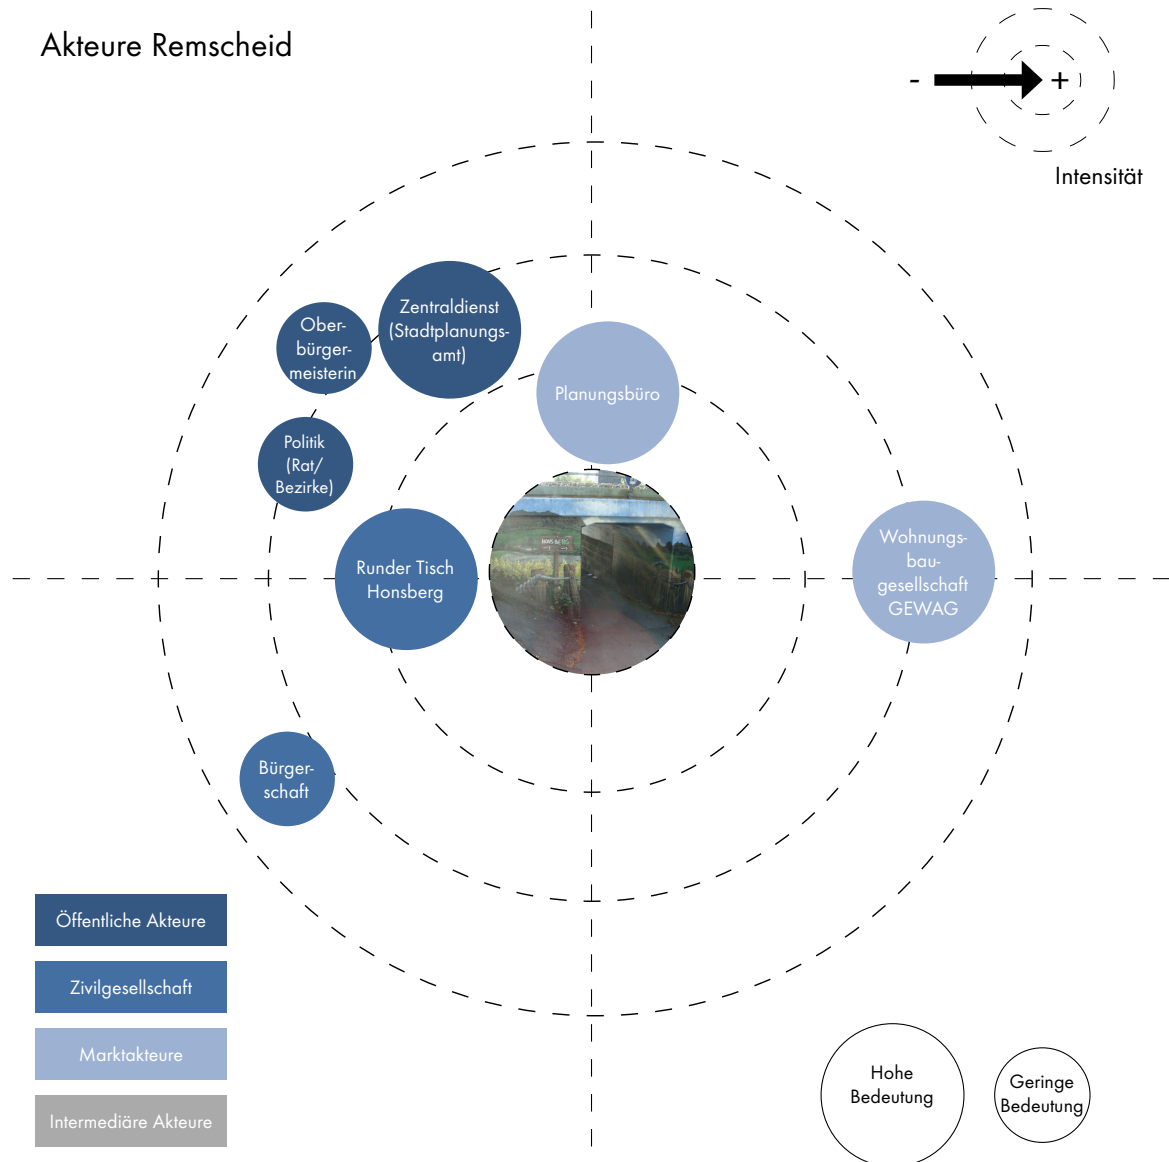 Akteure Remscheid
- +
Intensität
Zentraldienst
(Stadtplanungs-
amt)
Ober-
bürger-
meisterin
Planungsbüro
Politik
(Rat/
Bezirke)
Wohnungs-
bau-
gesellschaft
GEWAG
Runder Tisch
Honsberg
Bürger-
schaft
Öffentliche Akteure
Zivilgesellschaft
Marktakteure
Intermediäre Akteure
Hohe
Bedeutung
Geringe
Bedeutung